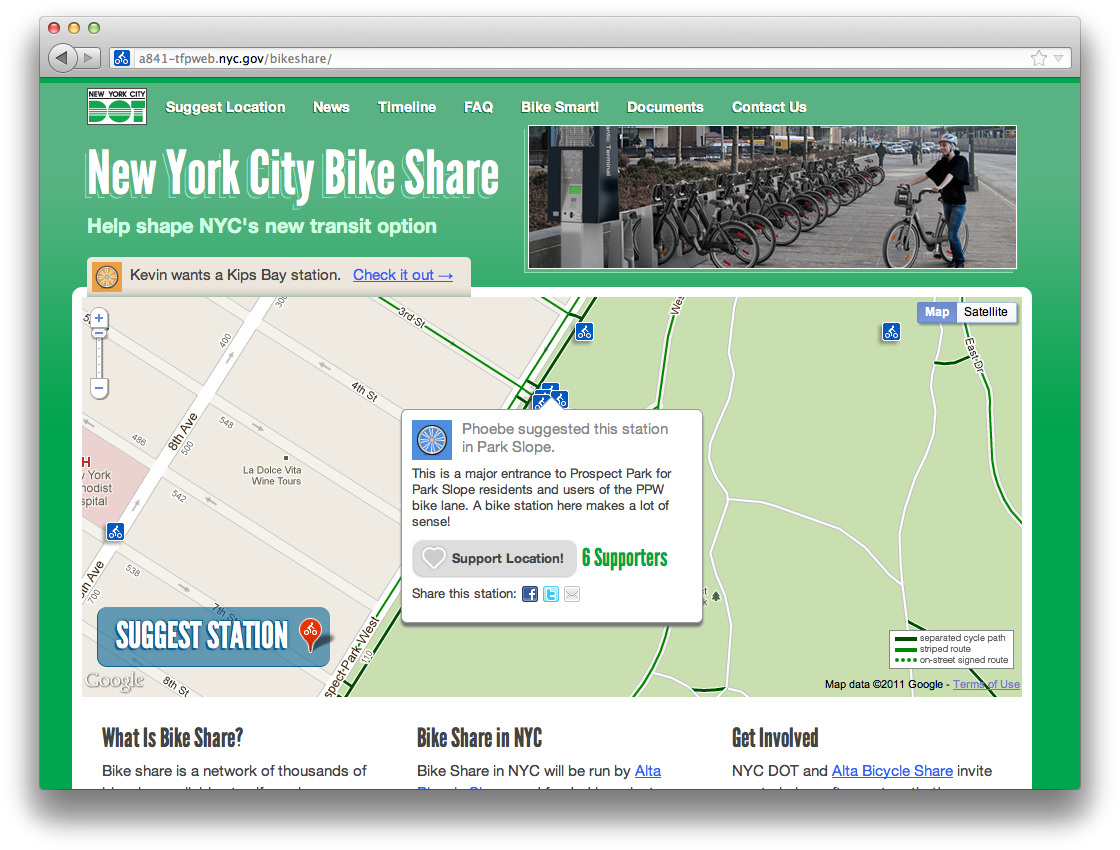 a841-tfpweb.nyc.gov/bikeshare/
NEW YORK CITY
DOT
Suggest Location News Timeline FAQ Bike Smart! Documents Contact Us
New York City Bike Share
Help shape NYC's new transit option
Kevin wants a Kips Bay station. Check it out →
Map Satellite
3rd St
300
Wes
East Dr
400
4th St
8th Ave
500
486
548
La Dolce Vita
Wine Tours
H
York
hodist
spital
542
538
8th Ave
700
7th St
8th St
110
Phoebe suggested this station
in Park Slope.
This is a major entrance to Prospect Park for
Park Slope residents and users of the PPW
bike lane. A bike station here makes a lot of
sense!
Support Location! 6 Supporters
Share this station:
SUGGEST STATION
Google
spect Park West
separated cycle path
striped route
on-street signed route
Map data ©2011 Google - Terms of Use
What Is Bike Share?
Bike share is a network of thousands of
Bike Share in NYC
Bike Share in NYC will be run by Alta
Get Involved
NYC DOT and Alta Bicycle Share invite